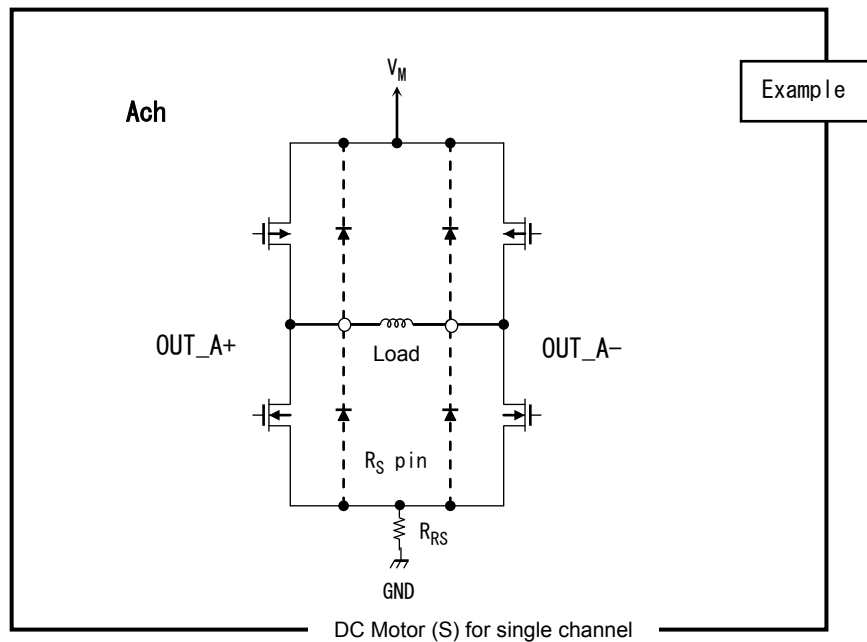 V_M
Example
Ach
OUT_A+
Load
OUT_A-
R_S pin
R_RS
GND
DC Motor (S) for single channel